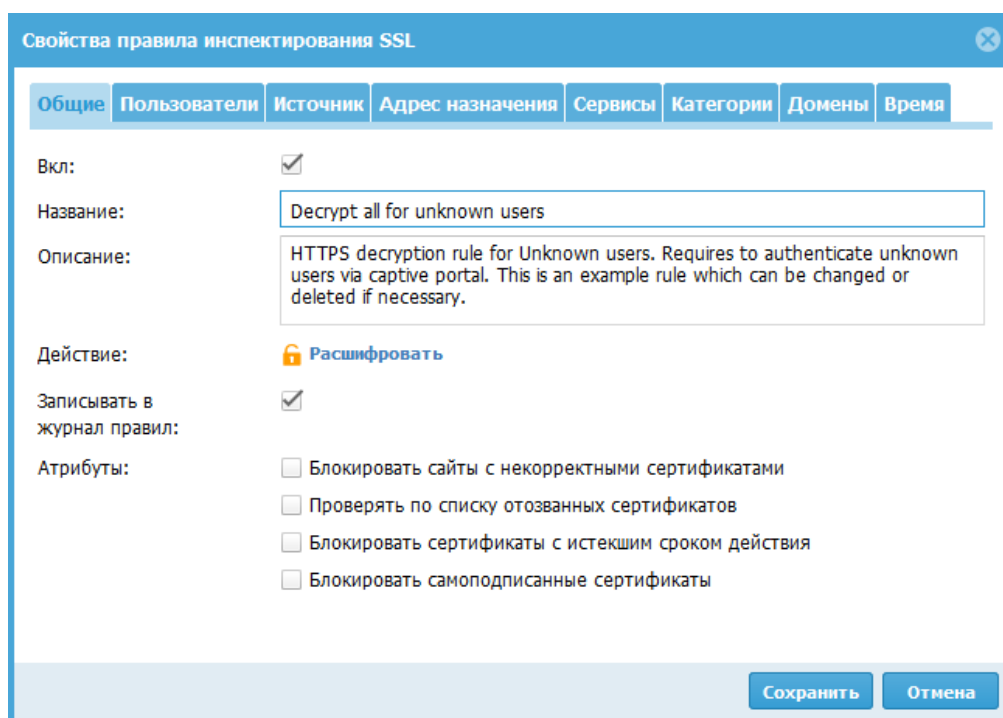 Свойства правила инспектирования SSL
Общие Пользователи Источник Адрес назначения Сервисы Категории Домены Время
Вкл:
Название: Decrypt all for unknown users
Описание: HTTPS decryption rule for Unknown users. Requires to authenticate unknown
users via captive portal. This is an example rule which can be changed or
deleted if necessary.
Действие: Расшифровать
Записывать в
журнал правил:
Атрибуты: Блокировать сайты с некорректными сертификатами
Проверять по списку отозванных сертификатов
Блокировать сертификаты с истекшим сроком действия
Блокировать самоподписанные сертификаты
Сохранить Отмена